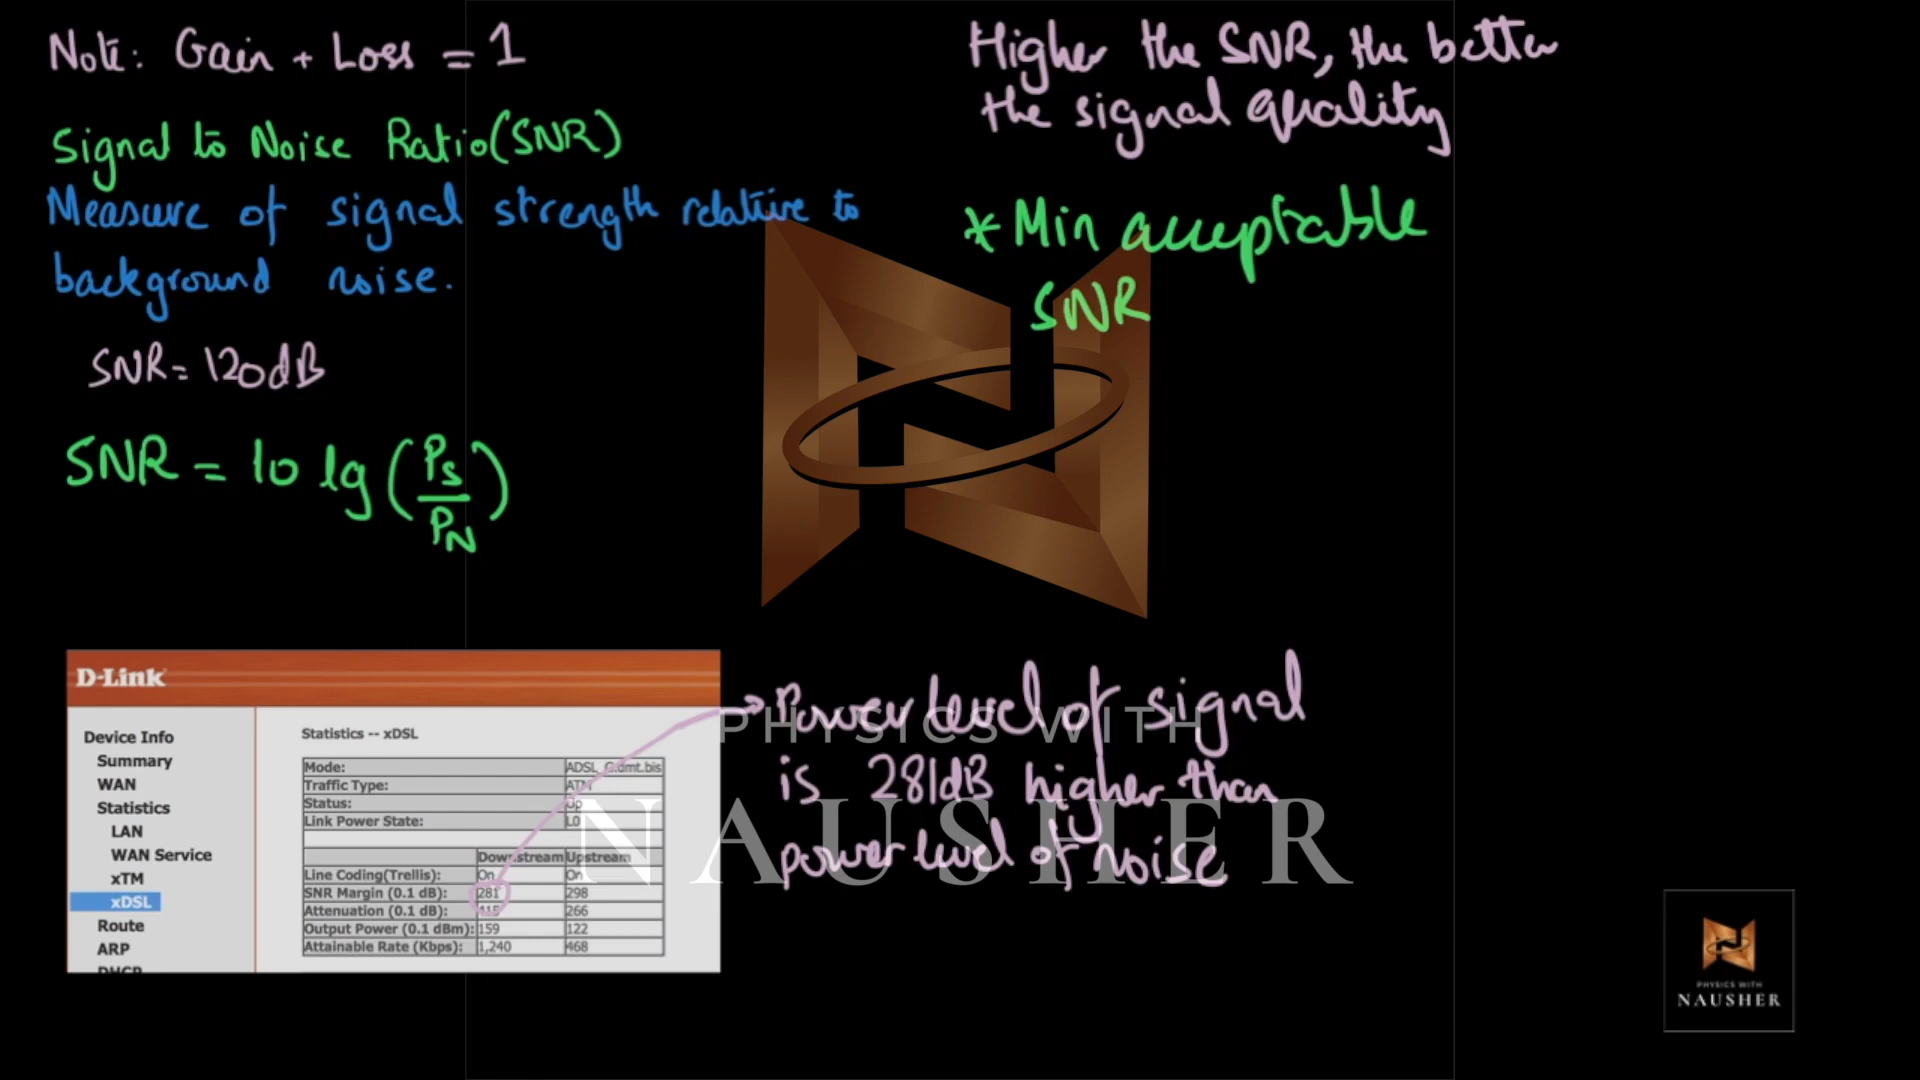 Note: Gain + Loss = 1
Signal to Noise Ratio (SNR)
Measure of signal strength relative to
background noise.
SNR = 120dB
SNR = 10 lg (Ps/PN)
Higher the SNR, the better
the signal quality
* Min acceptable
SNR
D-Link
Device Info
Summary
WAN
Statistics
LAN
WAN Service
xTM
xDSL
Route
ARP
DHCP
Statistics -- xDSL
Mode: ADSL_G.dmt.bis
Traffic Type: ATM
Status: Up
Link Power State: L0
Downstream Upstream
Line Coding(Trellis): On On
SNR Margin (0.1 dB): 281 298
Attenuation (0.1 dB): 266
Output Power (0.1 dBm): 159 122
Attainable Rate (Kbps): 1,240 468
→ Power level of signal
is 281dB higher than
power level of noise
PHYSICS WITH
NAUSHER
PHYSICS WITH
NAUSHER